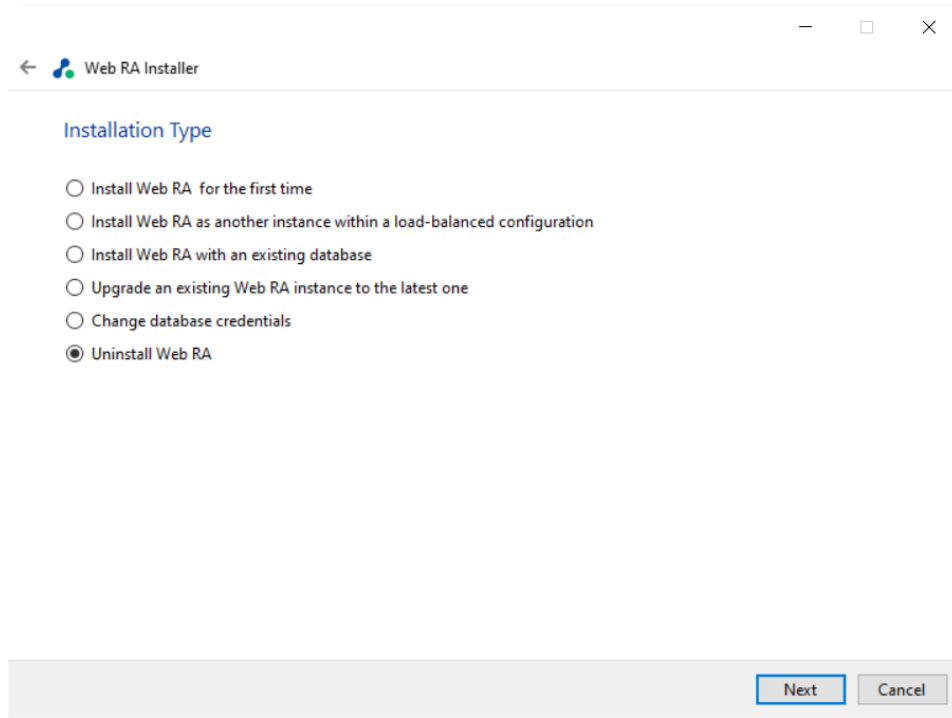 Web RA Installer
Installation Type
Install Web RA for the first time
Install Web RA as another instance within a load-balanced configuration
Install Web RA with an existing database
Upgrade an existing Web RA instance to the latest one
Change database credentials
Uninstall Web RA
Next Cancel